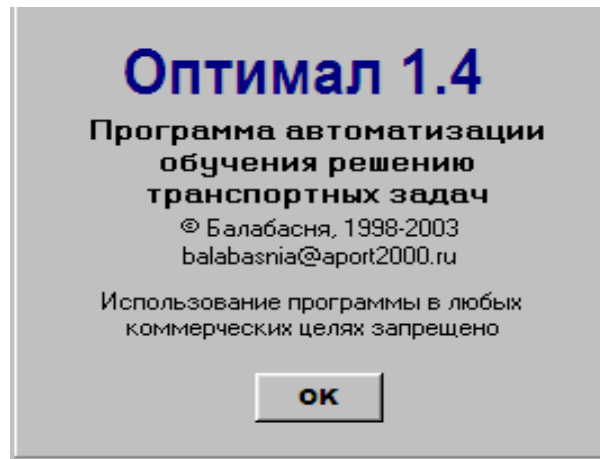 Оптимал 1.4
Программа автоматизации
обучения решению
транспортных задач
© Балабасня, 1998-2003
balabasnia@aport2000.ru
Использование программы в любых
коммерческих целях запрещено
ОК